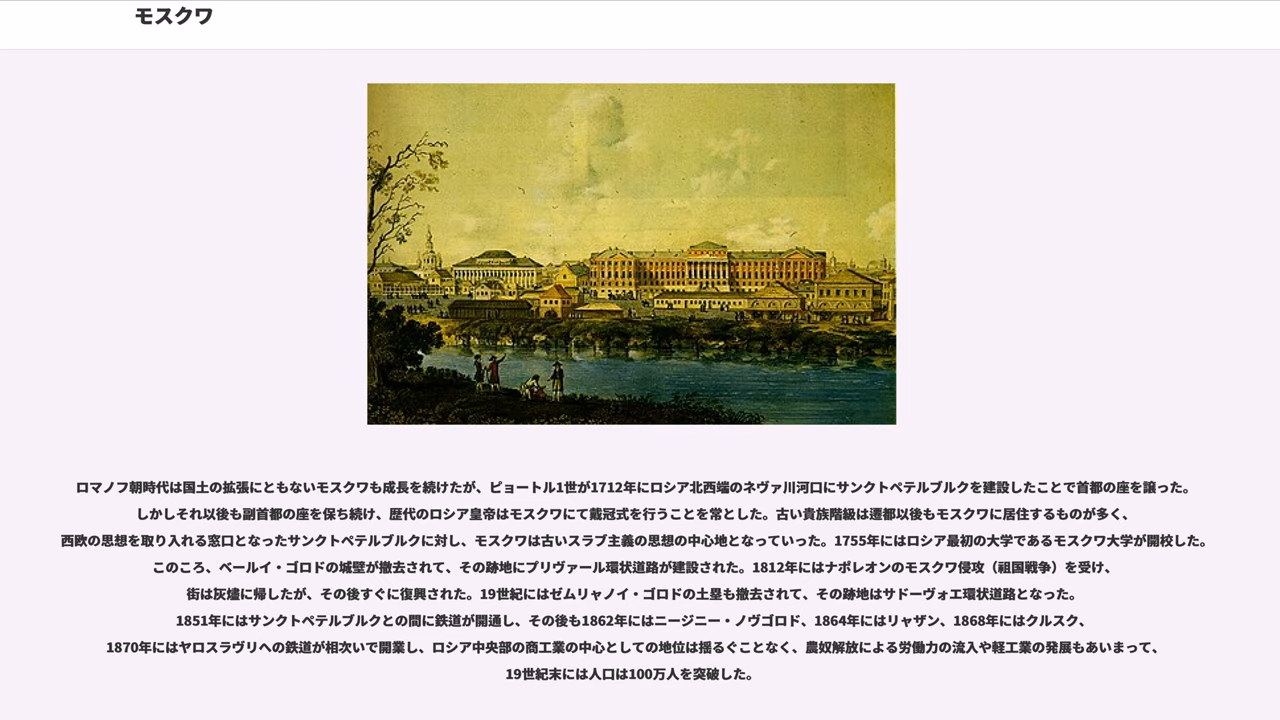 モスクワ
ロマノフ朝時代は国土の拡張にともないモスクワも成長を続けたが、ピョートル1世が1712年にロシア北西端のネヴァ川河口にサンクトペテルブルクを建設したことで首都の座を譲った。
しかしそれ以後も副首都の座を保ち続け、歴代のロシア皇帝はモスクワにて戴冠式を行うことを常とした。古い貴族階級は遷都以後もモスクワに居住するものが多く、
西欧の思想を取り入れる窓口となったサンクトペテルブルクに対し、モスクワは古いスラブ主義の思想の中心地となっていった。1755年にはロシア最初の大学であるモスクワ大学が開校した。
このころ、ベールイ・ゴロドの城壁が撤去されて、その跡地にブリヴァール環状道路が建設された。1812年にはナポレオンのモスクワ侵攻（祖国戦争）を受け、
街は灰燼に帰したが、その後すぐに復興された。19世紀にはゼムリャノイ・ゴロドの土塁も撤去されて、その跡地はサドーヴォエ環状道路となった。
1851年にはサンクトペテルブルクとの間に鉄道が開通し、その後も1862年にはニージニー・ノヴゴロド、1864年にはリャザン、1868年にはクルスク、
1870年にはヤロスラヴリへの鉄道が相次いで開業し、ロシア中央部の商工業の中心としての地位は揺るぐことなく、農奴解放による労働力の流入や軽工業の発展もあいまって、
19世紀末には人口は100万人を突破した。